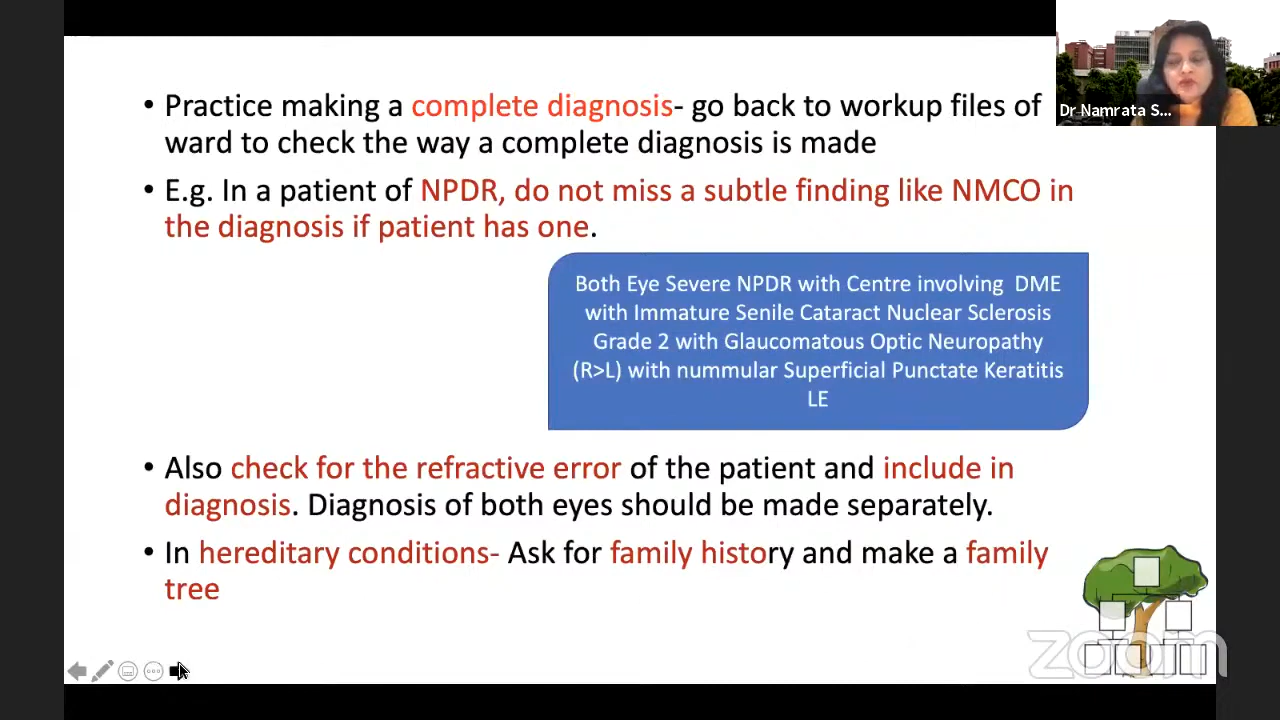 Dr Namrata S...
• Practice making a complete diagnosis- go back to workup files of
ward to check the way a complete diagnosis is made
• E.g. In a patient of NPDR, do not miss a subtle finding like NMCO in
the diagnosis if patient has one.
Both Eye Severe NPDR with Centre involving DME
with Immature Senile Cataract Nuclear Sclerosis
Grade 2 with Glaucomatous Optic Neuropathy
(R>L) with nummular Superficial Punctate Keratitis
LE
• Also check for the refractive error of the patient and include in
diagnosis. Diagnosis of both eyes should be made separately.
• In hereditary conditions- Ask for family history and make a family
tree
zoom